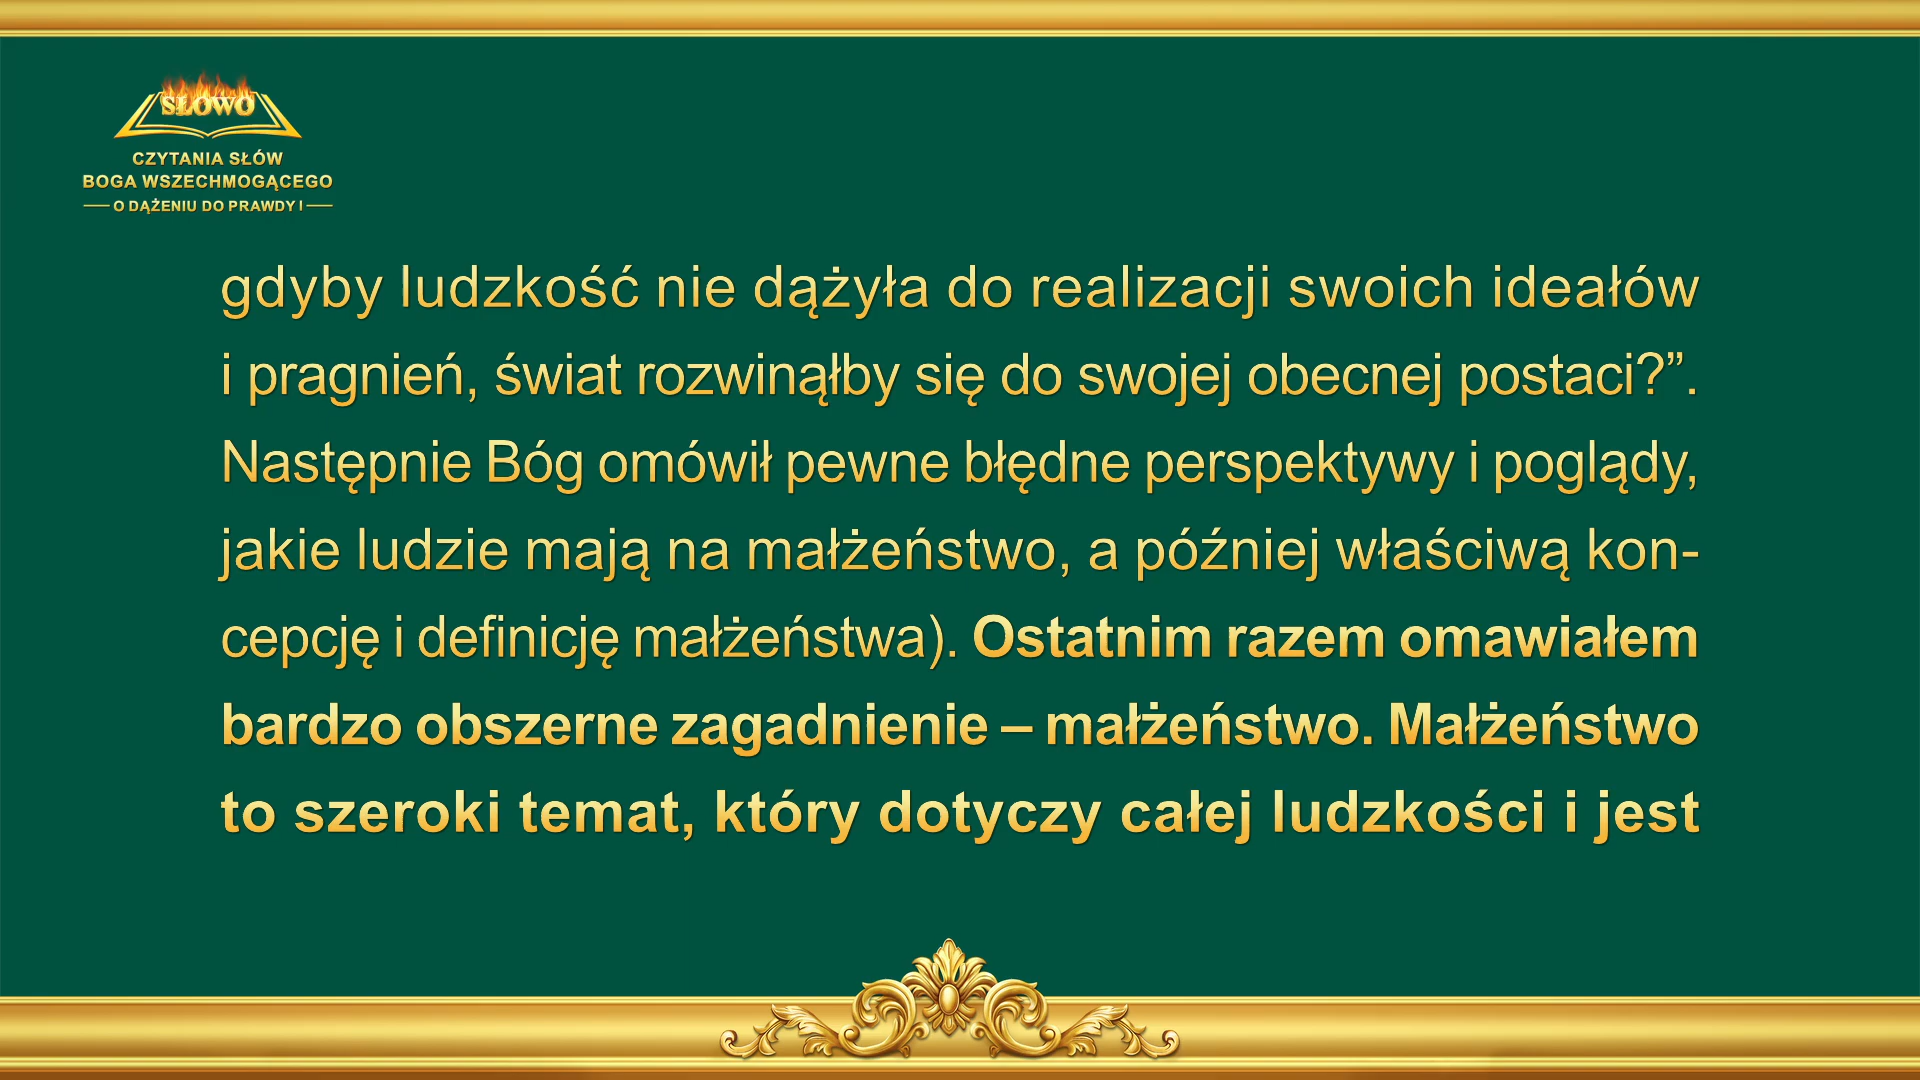 SŁOWO
CZYTANIA SŁÓW
BOGA WSZECHMOGĄCEGO
O DĄŻENIU DO PRAWDY I
gdyby ludzkość nie dążyła do realizacji swoich ideałów
i pragnień, świat rozwinąłby się do swojej obecnej postaci?”.
Następnie Bóg omówił pewne błędne perspektywy i poglądy,
jakie ludzie mają na małżeństwo, a później właściwą kon-
cepcję i definicję małżeństwa). Ostatnim razem omawiałem
bardzo obszerne zagadnienie – małżeństwo. Małżeństwo
to szeroki temat, który dotyczy całej ludzkości i jest